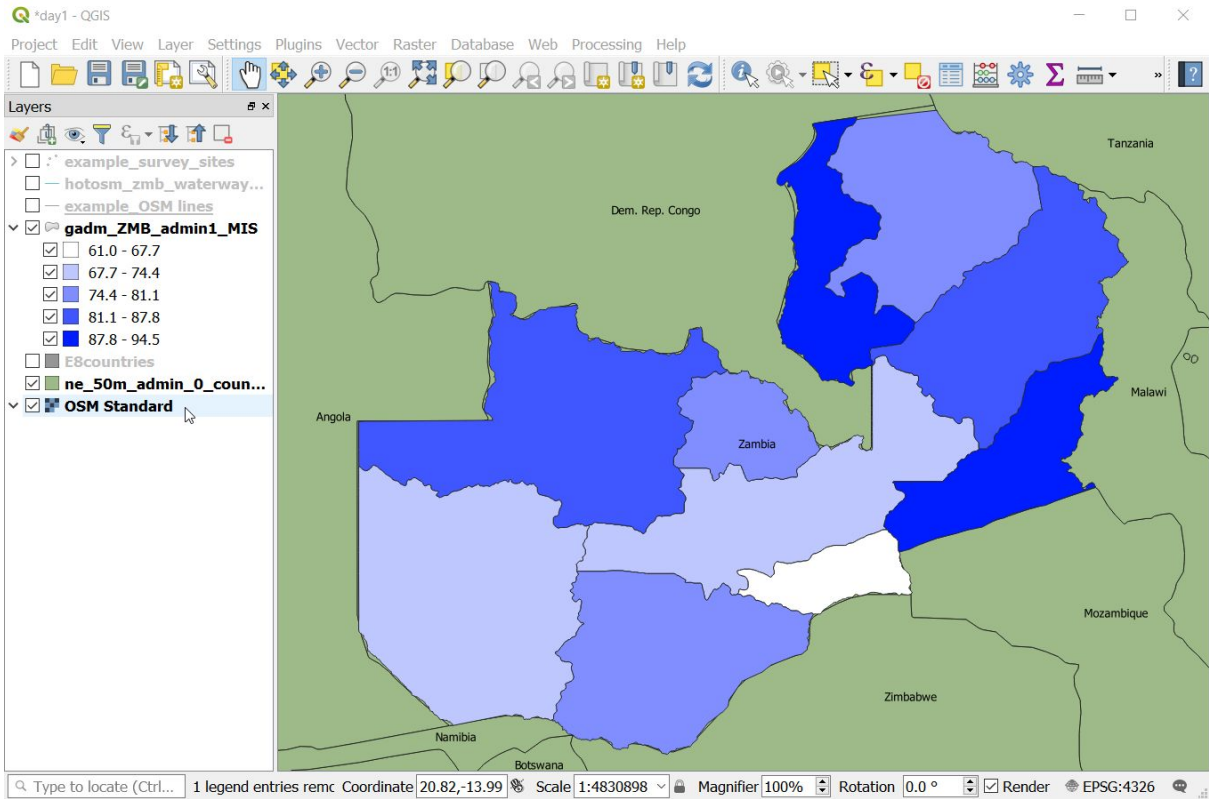 *day1 - QGIS
Project Edit View Layer Settings Plugins Vector Raster Database Web Processing Help
1:1
»
?
Layers
example_survey_sites
hotosm_zmb_waterway...
example_OSM lines
gadm_ZMB_admin1_MIS
61.0 - 67.7
67.7 - 74.4
74.4 - 81.1
81.1 - 87.8
87.8 - 94.5
E8countries
ne_50m_admin_0_coun...
OSM Standard
Tanzania
Dem. Rep. Congo
Malawi
Angola
Zambia
Mozambique
Zimbabwe
Namibia
Botswana
Type to locate (Ctrl... 1 legend entries remc Coordinate 20.82,-13.99 Scale 1:4830898 Magnifier 100% Rotation 0.0 ° Render EPSG:4326